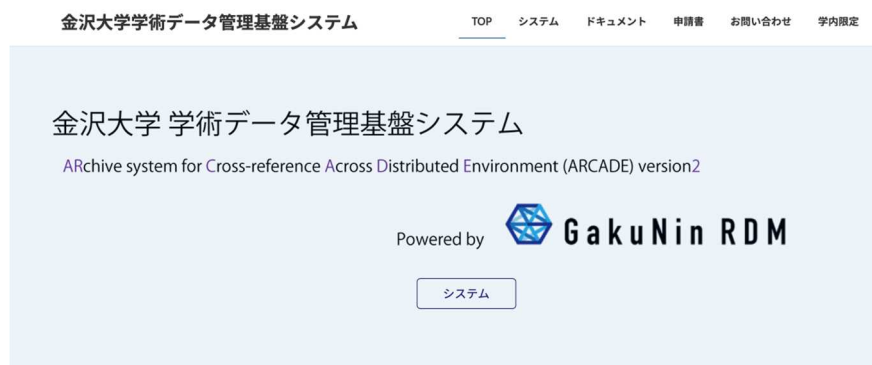 金沢大学学術データ管理基盤システム
TOP システム ドキュメント 申請書 お問い合わせ 学内限定
金沢大学 学術データ管理基盤システム
ARchive system for Cross-reference Across Distributed Environment (ARCADE) version2
Powered by GakuNin RDM
システム